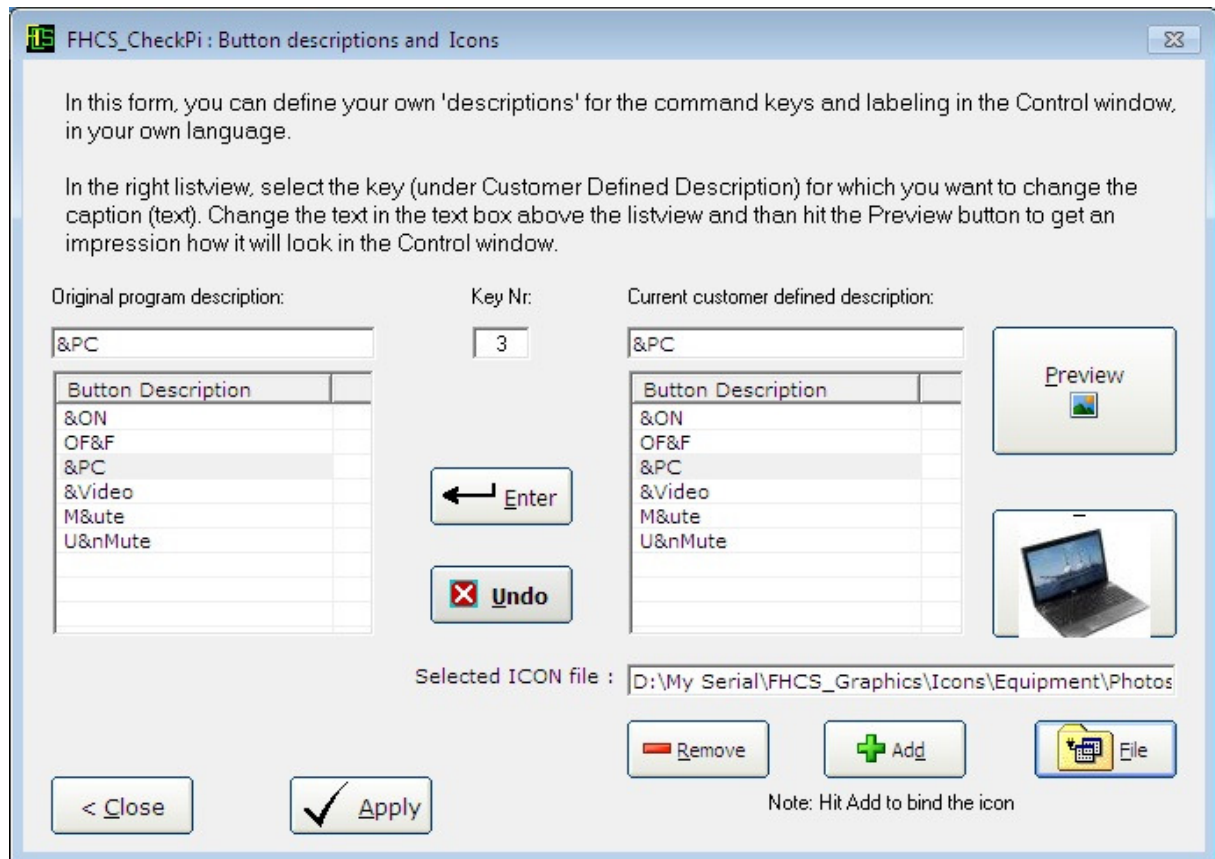 FHCS_CheckPi : Button descriptions and Icons
In this form, you can define your own 'descriptions' for the command keys and labeling in the Control window,
in your own language.
In the right listview, select the key (under Customer Defined Description) for which you want to change the
caption (text). Change the text in the text box above the listview and than hit the Preview button to get an
impression how it will look in the Control window.
Original program description:
Key Nr:
Current customer defined description:
&PC
3
&PC
Preview
Button Description
&ON
OF&F
&PC
&Video
M&ute
U&nMute
Enter
Undo
Button Description
&ON
OF&F
&PC
&Video
M&ute
U&nMute
Selected ICON file :
D:\My Serial\FHCS_Graphics\Icons\Equipment\Photos
Remove
Add
File
Note: Hit Add to bind the icon
< Close
Apply